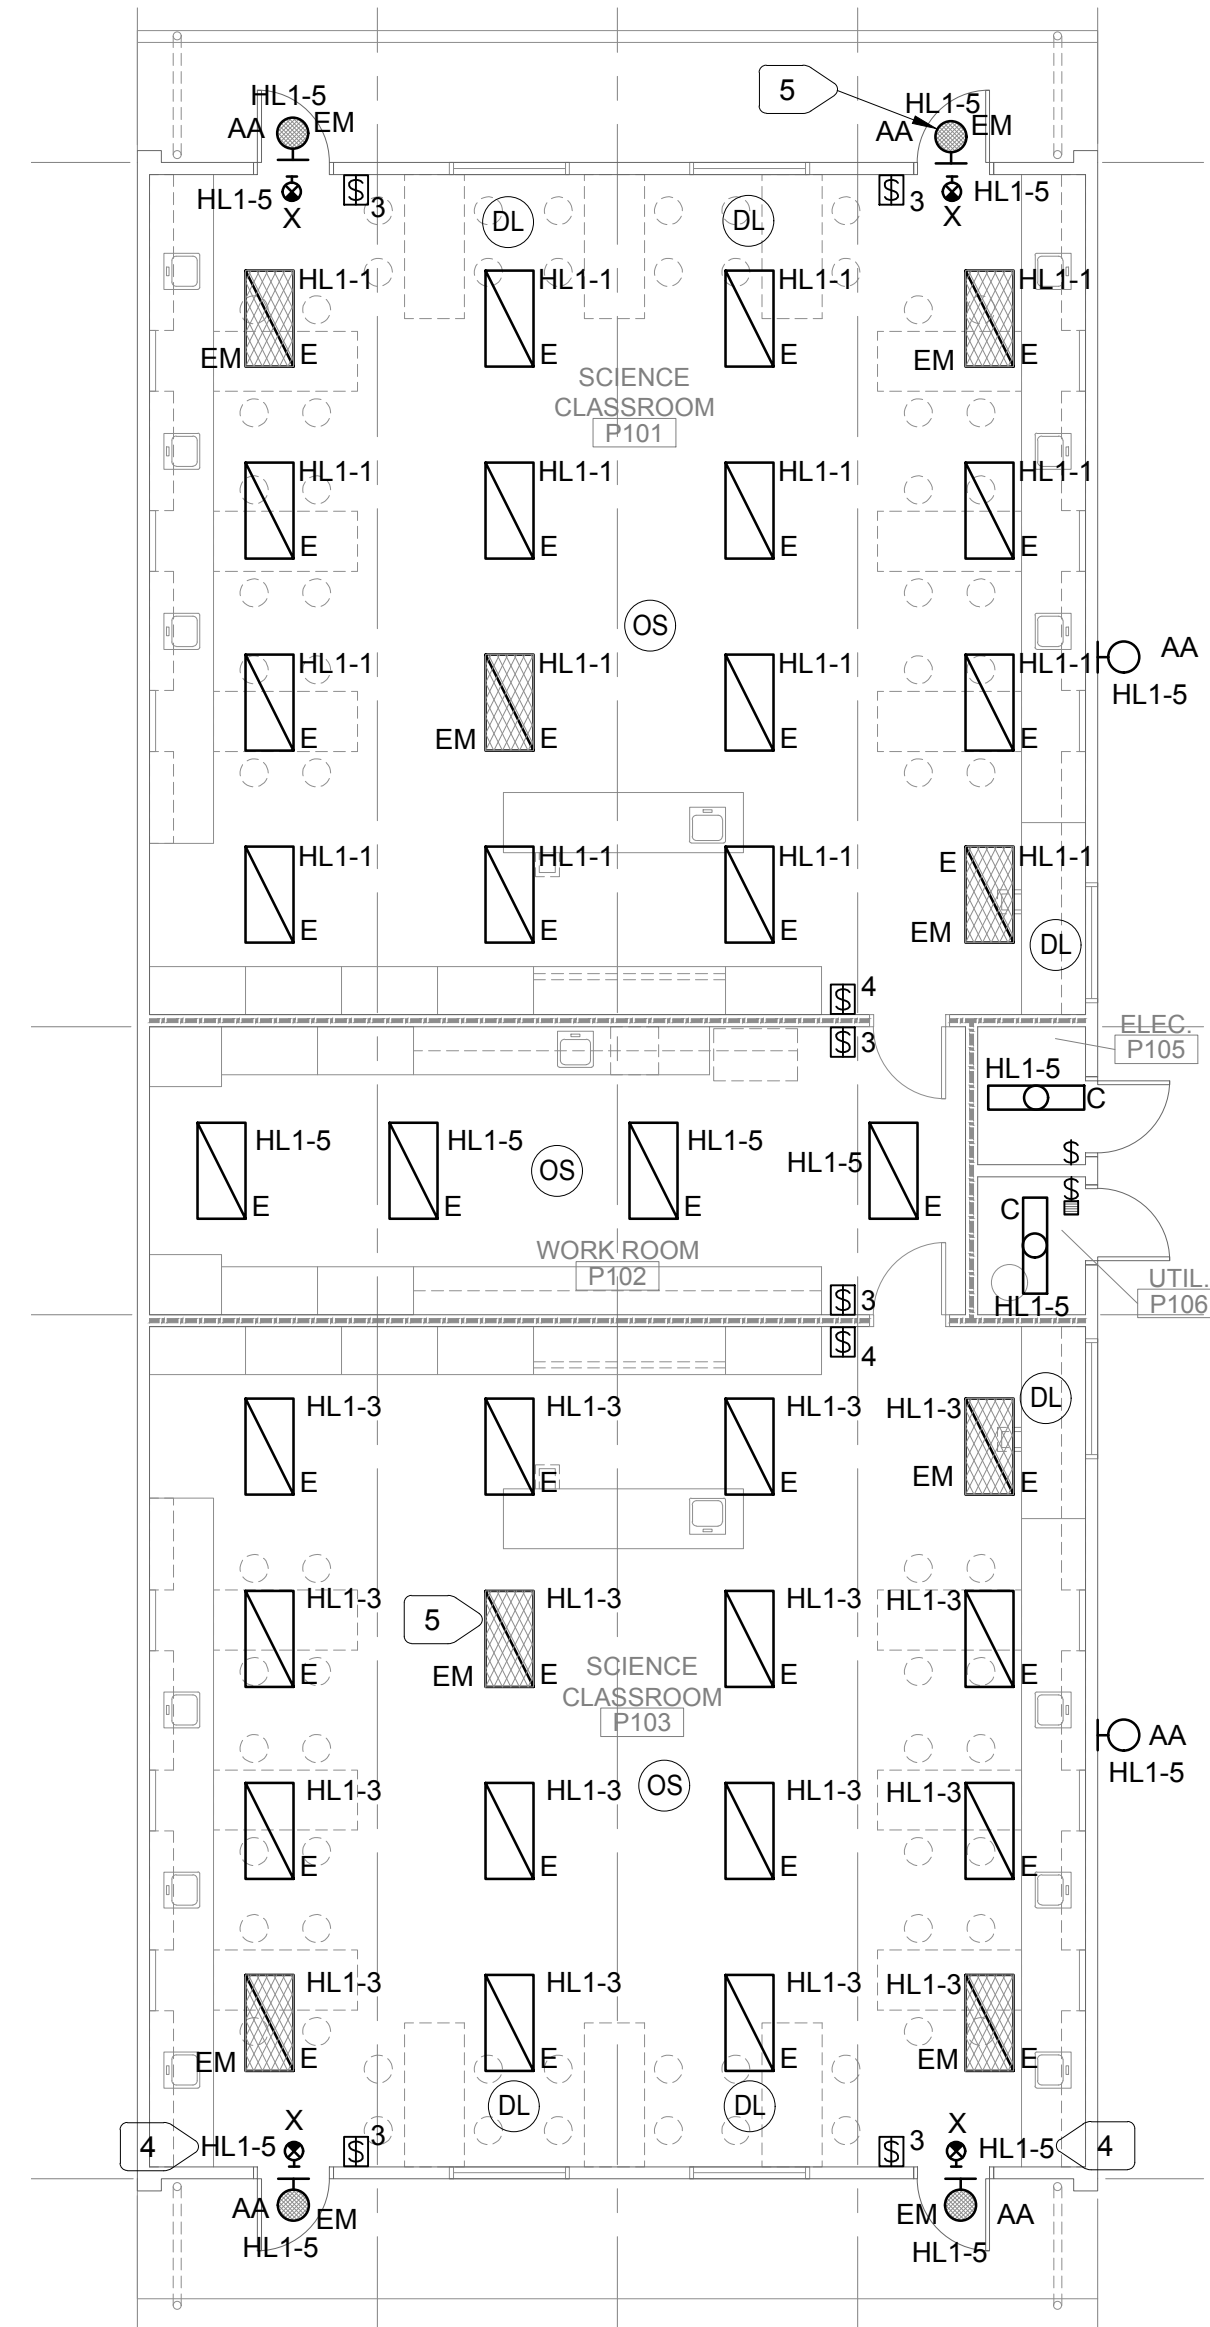 5
HL1-5
HL1-5
AA
EM
AA
EM
HL1-5
X
3
3
X
HL1-5
DL
DL
HL1-1
HL1-1
HL1-1
HL1-1
EM
E
E
E
EM
E
SCIENCE
CLASSROOM
P101
HL1-1
HL1-1
HL1-1
HL1-1
E
E
E
E
OS
HL1-1
HL1-1
HL1-1
HL1-1
AA
HL1-5
E
EM
E
E
E
HL1-1
HL1-1
HL1-1
E
HL1-1
E
E
E
EM
DL
$
4
$
3
ELEC.
P105
HL1-5
C
HL1-5
HL1-5
HL1-5
HL1-5
OS
$
$
E
E
E
E
C
WORK ROOM
P102
UTIL.
P106
HL1-5
$
3
$
4
HL1-3
HL1-3
HL1-3
HL1-3
DL
E
E
E
EM
E
HL1-3
5
HL1-3
HL1-3
HL1-3
E
EM
E
E
E
SCIENCE
CLASSROOM
P103
AA
HL1-5
OS
HL1-3
HL1-3
HL1-3
HL1-3
E
E
E
E
HL1-3
HL1-3
HL1-3
HL1-3
EM
E
E
E
EM
E
DL
DL
4
HL1-5
X
$
3
$
3
X
HL1-5
4
AA
EM
HL1-5
EM
AA
HL1-5